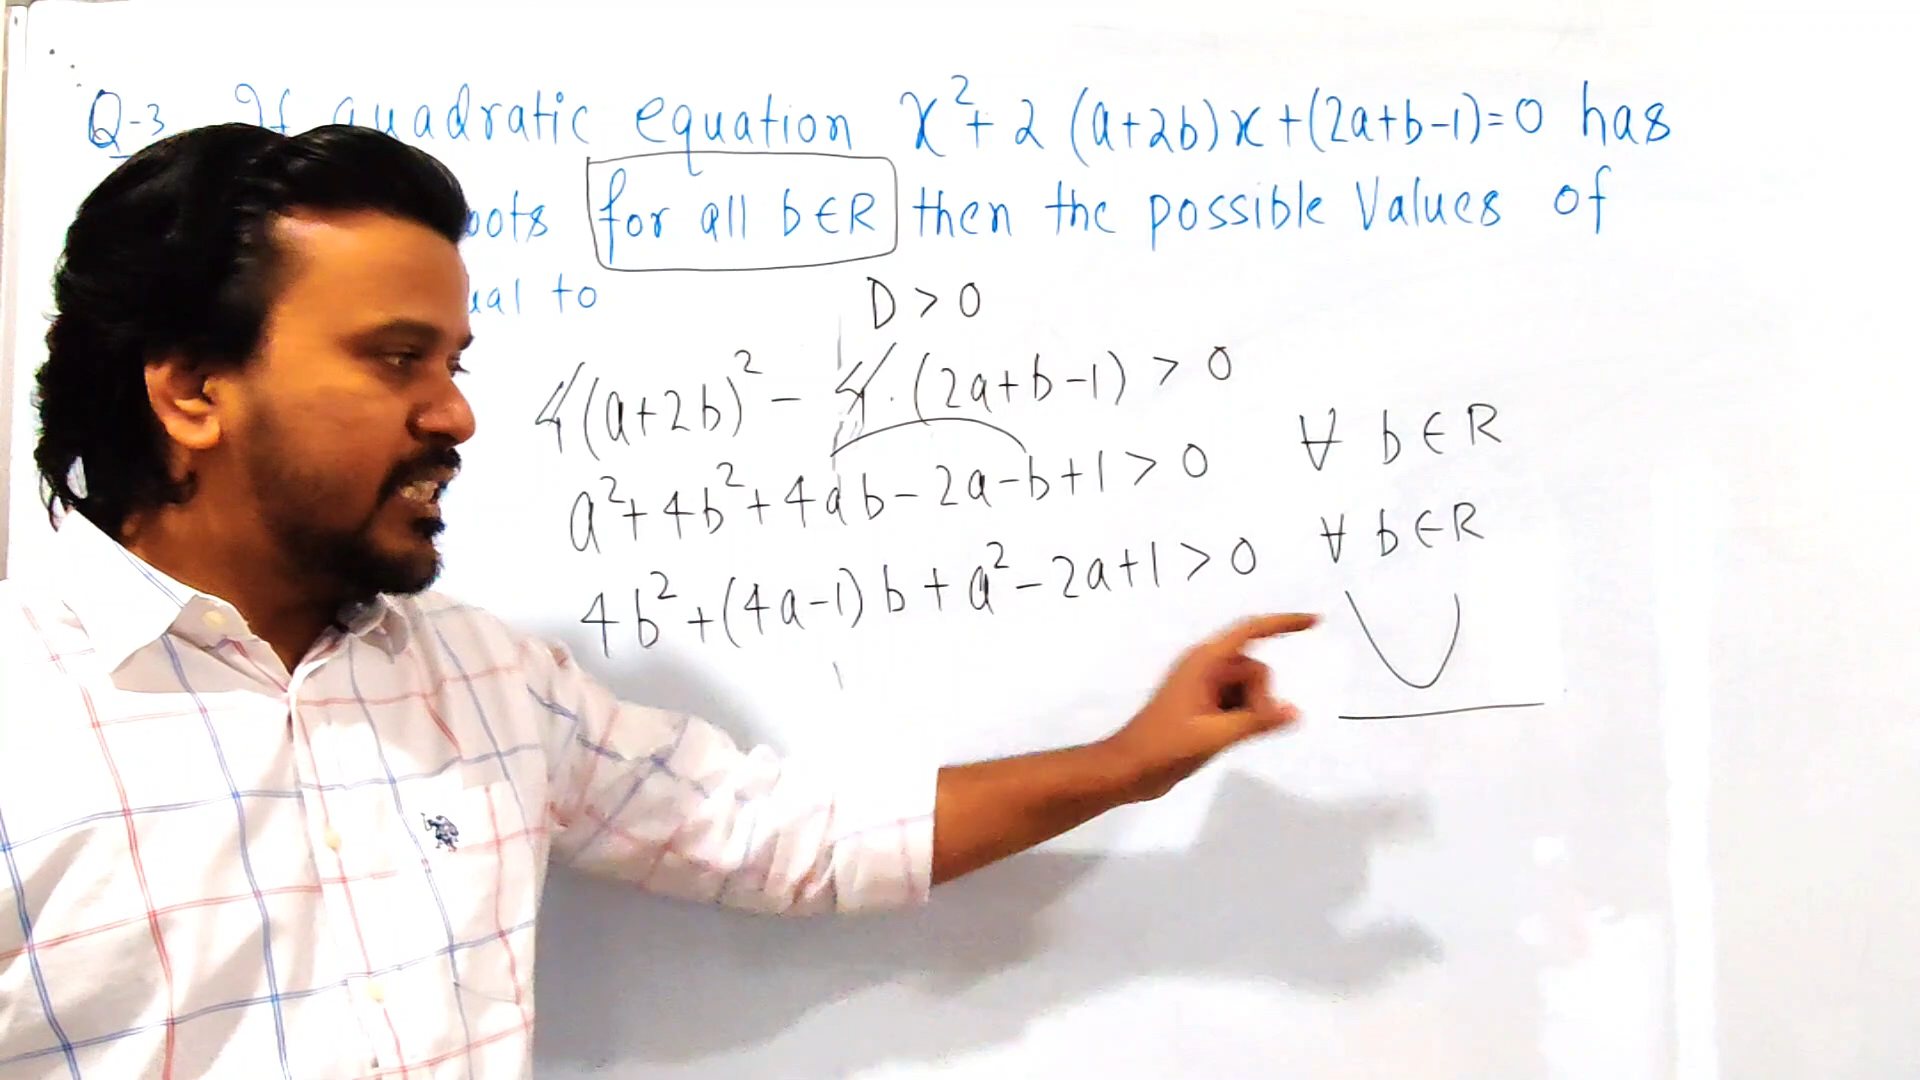 Q-3 If quadratic equation x²+ 2 (a+2b)x+(2a+b-1)=0 has
for all b∈R then the possible Values of
to
D > 0
4(a+2b)² - 4.(2a+b-1) > 0
a²+4b²+4ab-2a-b+1>0 ∀ b∈R
4b²+(4a-1)b+a²-2a+1>0 ∀ b∈R